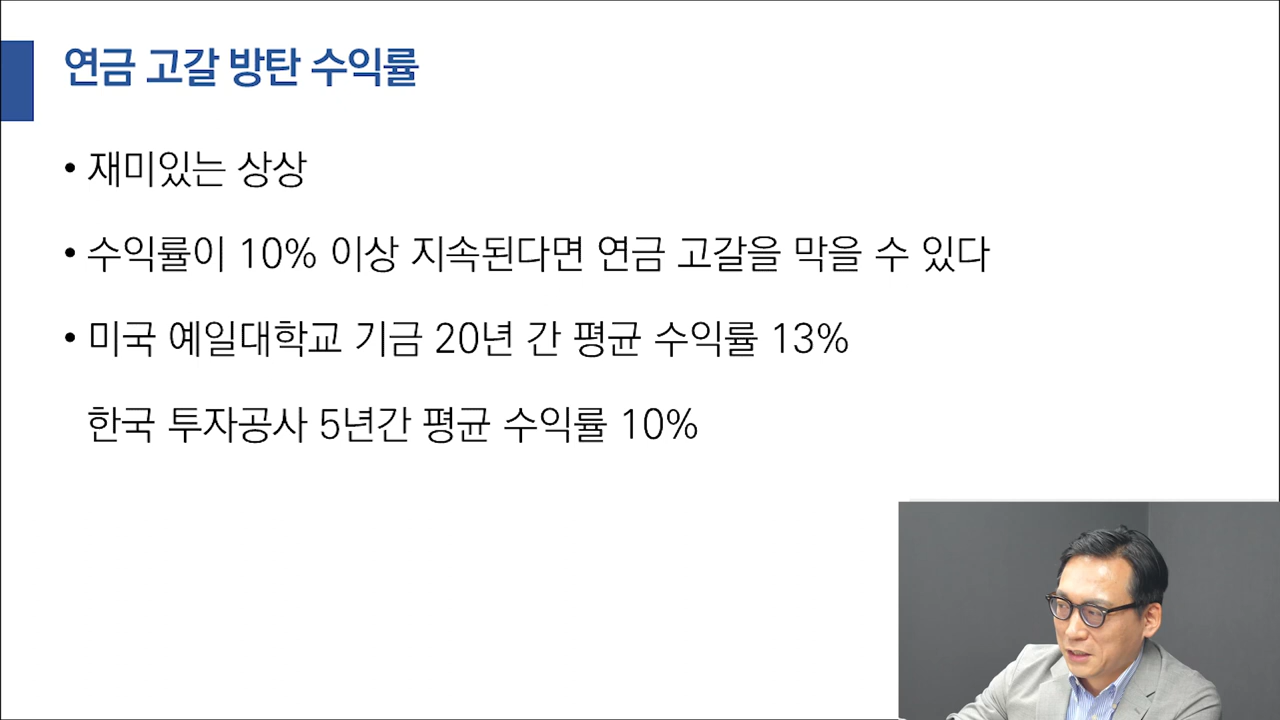 연금 고갈 방탄 수익률
• 재미있는 상상
• 수익률이 10% 이상 지속된다면 연금 고갈을 막을 수 있다
• 미국 예일대학교 기금 20년 간 평균 수익률 13%
한국 투자공사 5년간 평균 수익률 10%